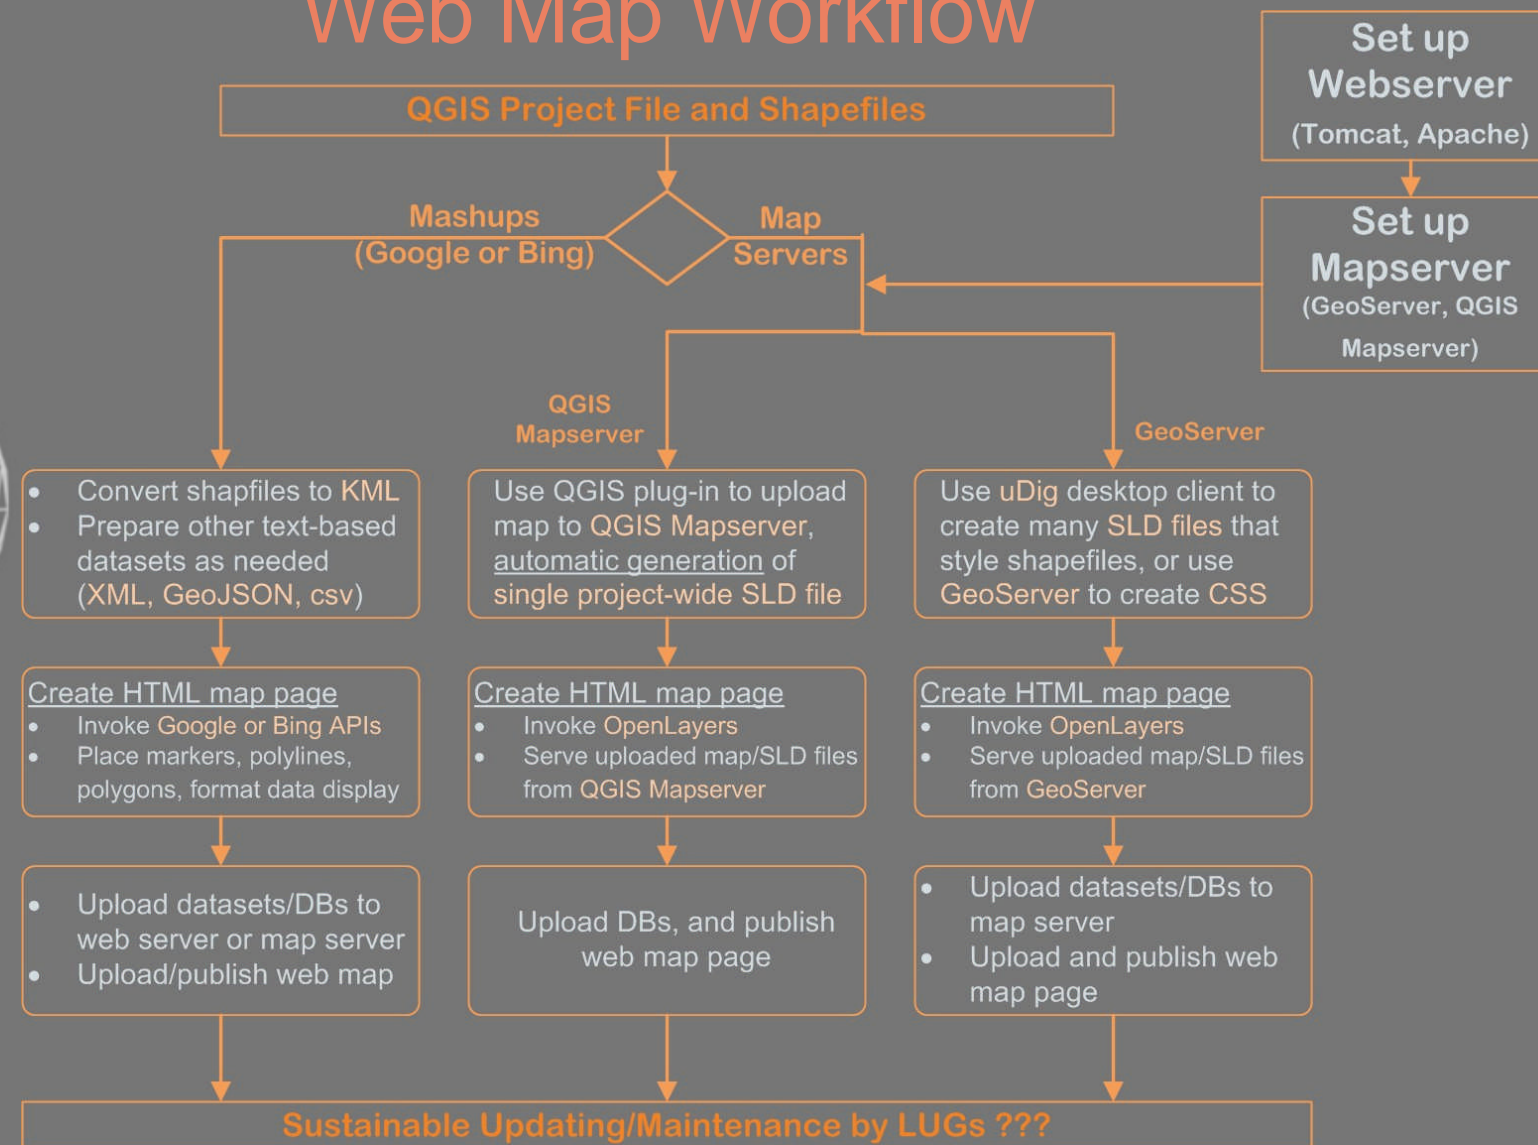 Web Map Workflow
QGIS Project File and Shapefiles
Set up
Webserver
(Tomcat, Apache)
Set up
Mapserver
(GeoServer, QGIS
Mapserver)
Mashups
(Google or Bing)
Map
Servers
QGIS
Mapserver
GeoServer
• Convert shapfiles to KML
• Prepare other text-based
datasets as needed
(XML, GeoJSON, csv)
Use QGIS plug-in to upload
map to QGIS Mapserver,
automatic generation of
single project-wide SLD file
Use uDig desktop client to
create many SLD files that
style shapefiles, or use
GeoServer to create CSS
Create HTML map page
• Invoke Google or Bing APIs
• Place markers, polylines,
polygons, format data display
Create HTML map page
• Invoke OpenLayers
• Serve uploaded map/SLD files
from QGIS Mapserver
Create HTML map page
• Invoke OpenLayers
• Serve uploaded map/SLD files
from GeoServer
• Upload datasets/DBs to
web server or map server
• Upload/publish web map
Upload DBs, and publish
web map page
• Upload datasets/DBs to
map server
• Upload and publish web
map page
Sustainable Updating/Maintenance by LUGs ???